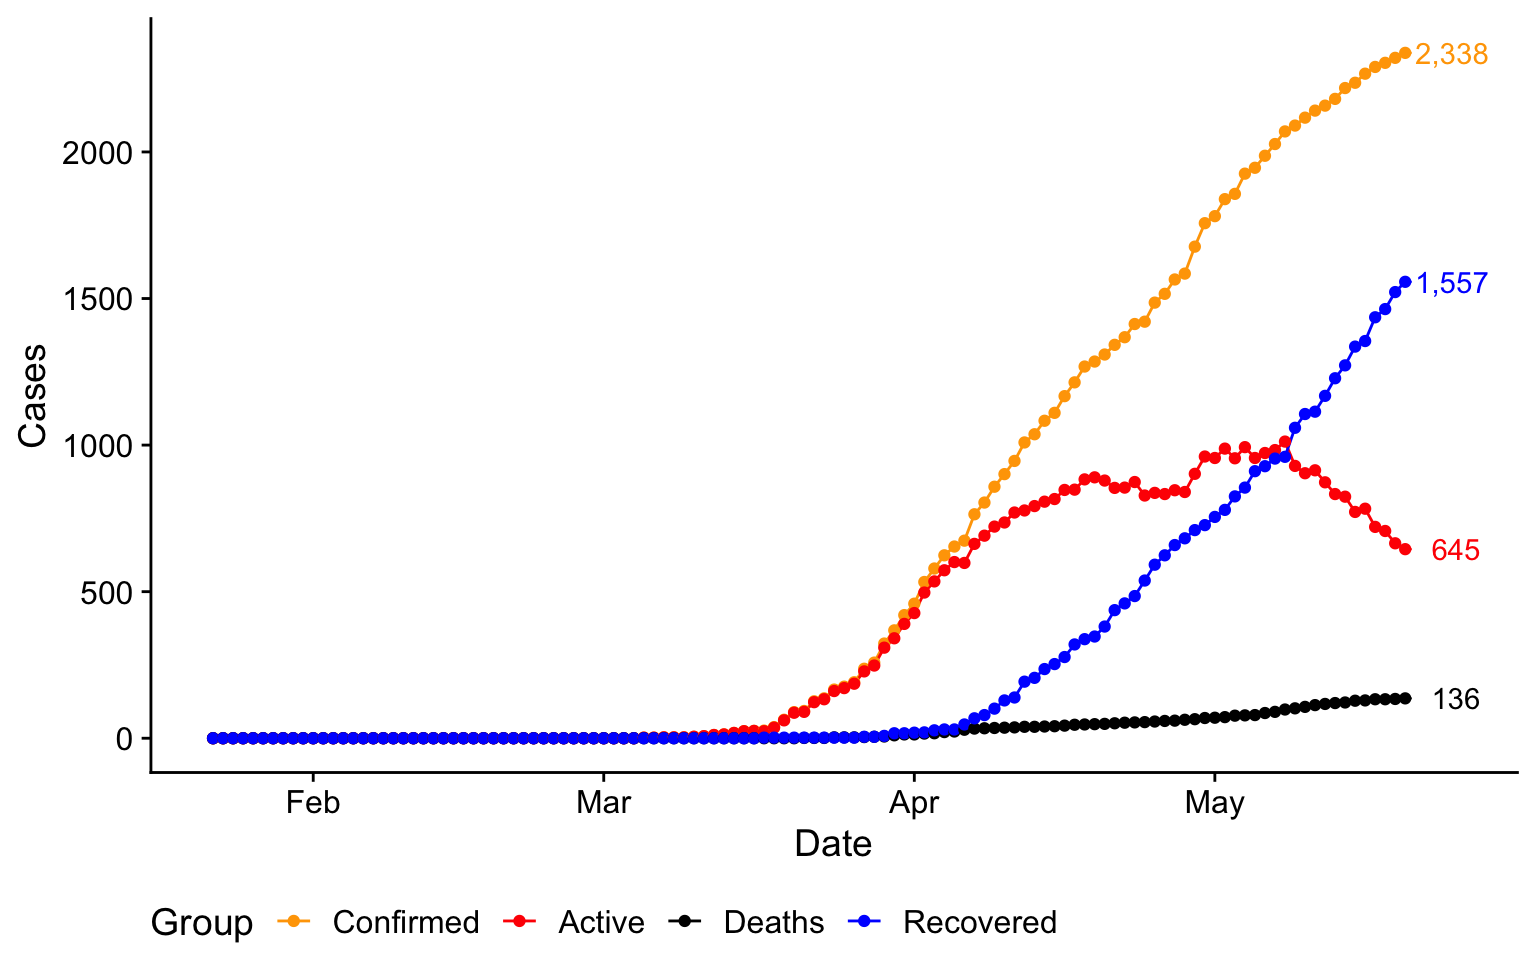 2,338
2000
1500
1,557
Cases
1000
645
500
136
0
Feb Mar Apr May
Date
Group Confirmed Active Deaths Recovered